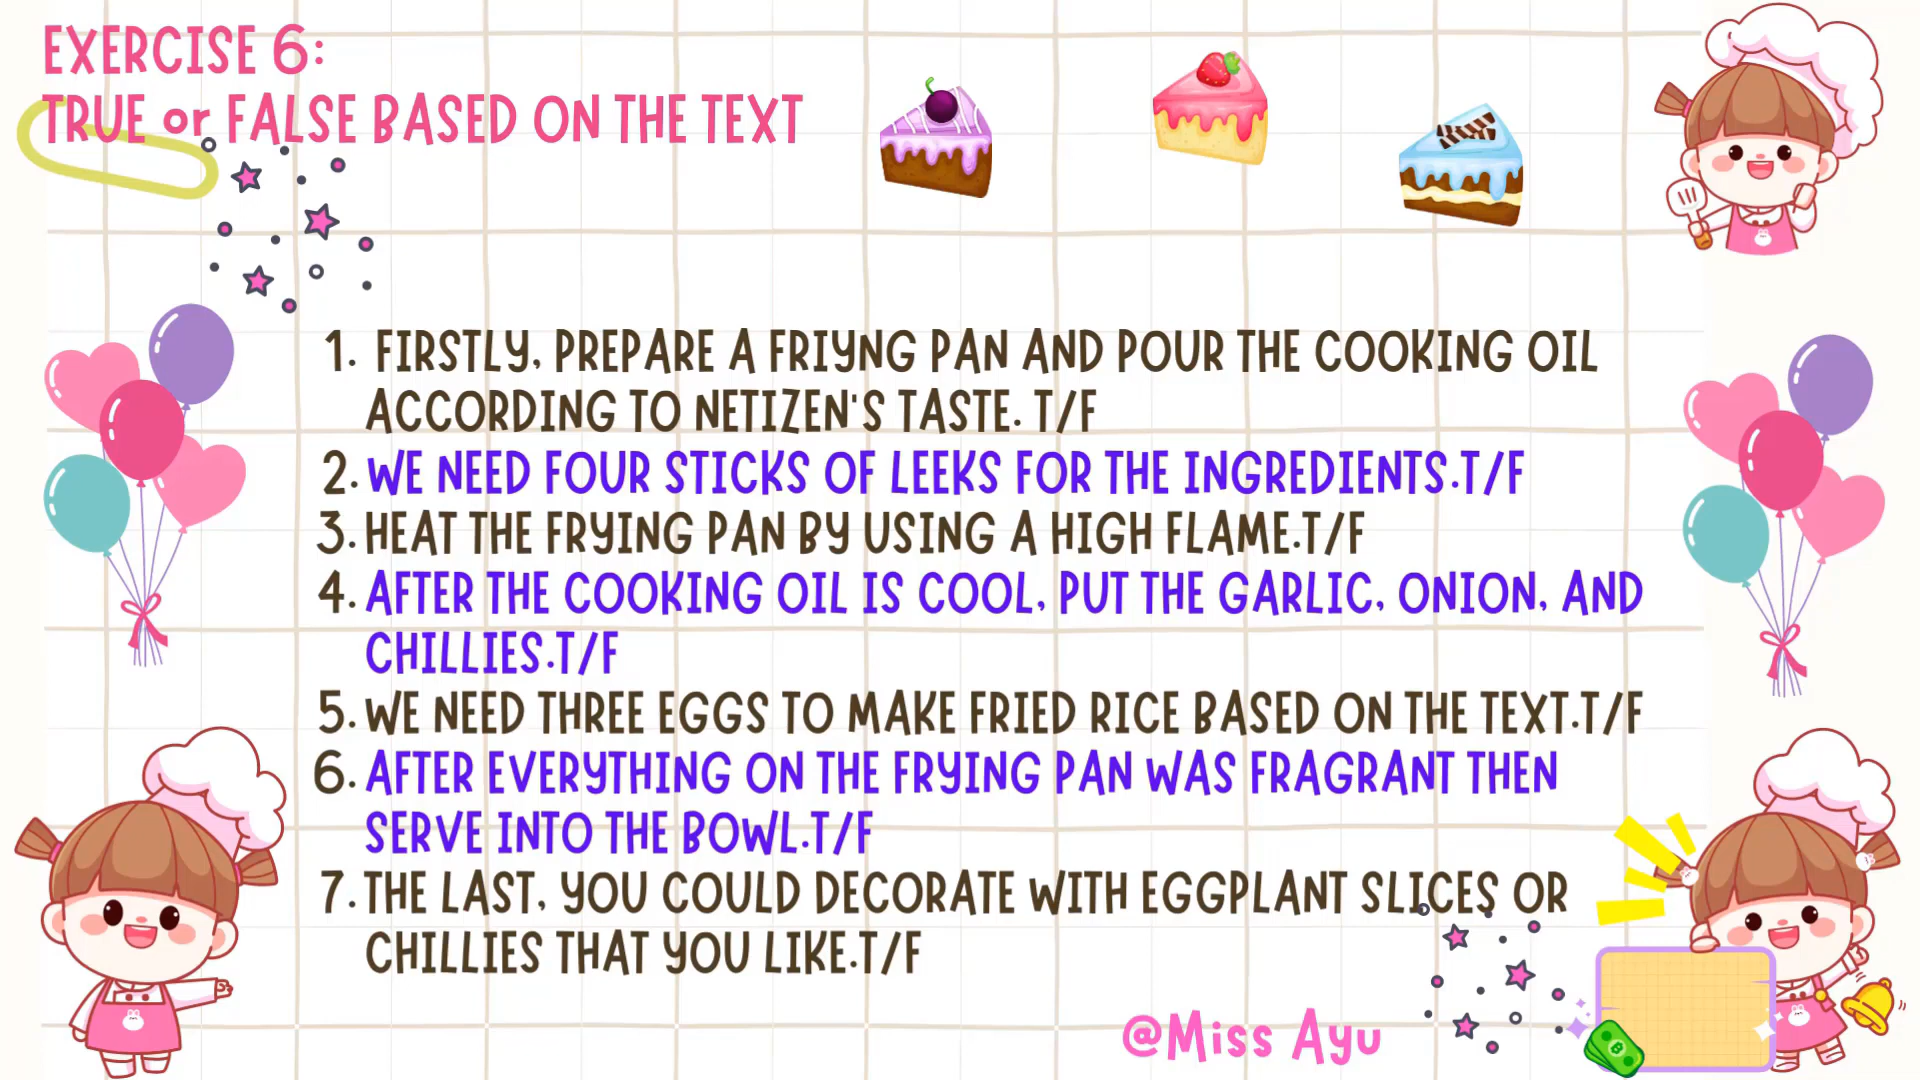 EXERCISE 6:
TRUE or FALSE BASED ON THE TEXT
1. FIRSTLY, PREPARE A FRIYNG PAN AND POUR THE COOKING OIL
ACCORDING TO NETIZEN'S TASTE. T/F
2. WE NEED FOUR STICKS OF LEEKS FOR THE INGREDIENTS.T/F
3. HEAT THE FRYING PAN BY USING A HIGH FLAME.T/F
4. AFTER THE COOKING OIL IS COOL, PUT THE GARLIC, ONION, AND
CHILLIES.T/F
5. WE NEED THREE EGGS TO MAKE FRIED RICE BASED ON THE TEXT.T/F
6. AFTER EVERYTHING ON THE FRYING PAN WAS FRAGRANT THEN
SERVE INTO THE BOWL.T/F
7. THE LAST, YOU COULD DECORATE WITH EGGPLANT SLICES OR
CHILLIES THAT YOU LIKE.T/F
@Miss Ayu